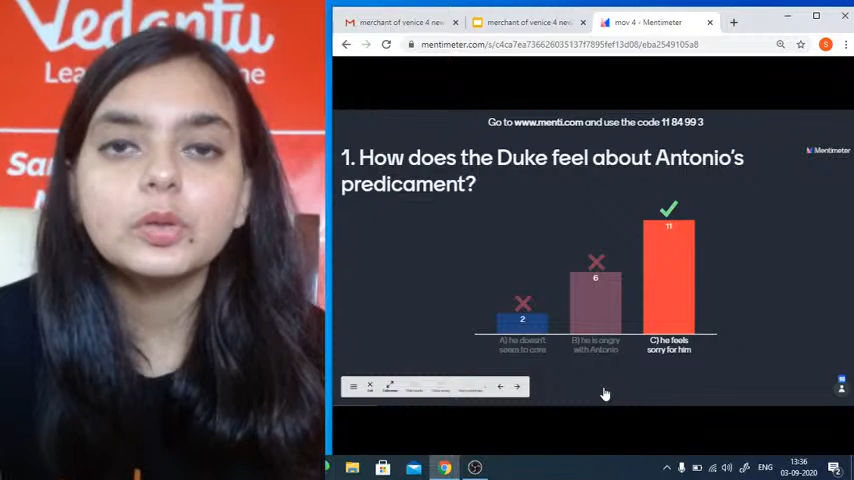 Vedantu
merchant of venice 4 new
merchant of venice 4 new
mov 4 - Mentimeter
mentimeter.com/s/c4ca7ea736626035137f7895fef13d08/eba2549105a8
S
Go to www.menti.com and use the code 11 84 99 3
Mentimeter
1. How does the Duke feel about Antonio's
predicament?
2
6
11
A) he doesn't
seem to care
B) he is angry
with Antonio
C) he feels
sorry for him
ENG
13:36
03-09-2020
2